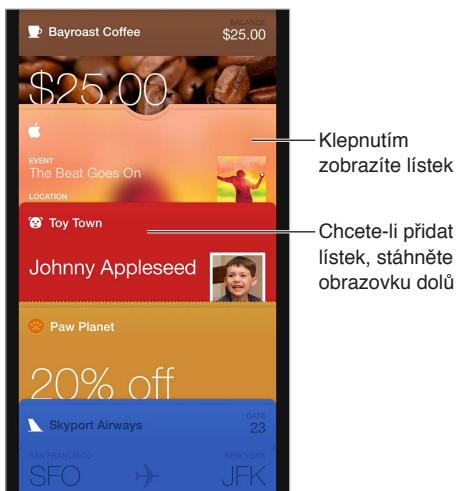 Bayroast Coffee
BALANCE
$25.00
$25.00
EVENT
The Beat Goes On
LOCATION
Klepnutím
zobrazíte lístek
Toy Town
Johnny Appleseed
Chcete-li přidat
lístek, stáhněte
obrazovku dolů
Paw Planet
20% off
Skyport Airways
GATE
23
SAN FRANCISCO
SFO
NEW YORK
JFK